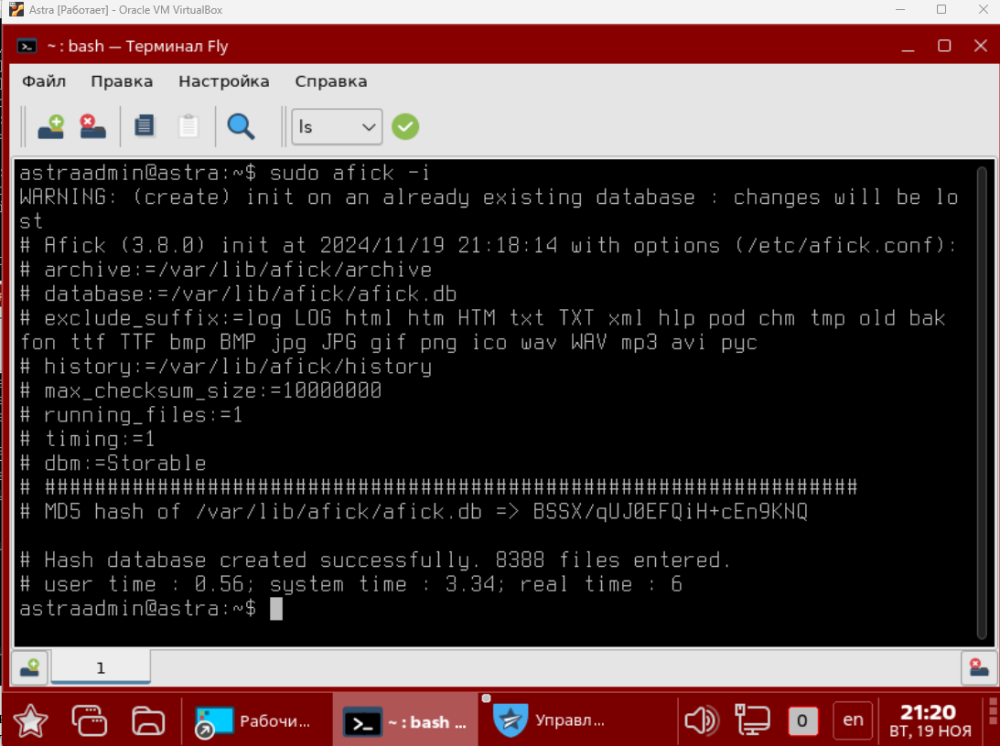 Astra [Работает] - Oracle VM VirtualBox
~ : bash — Терминал Fly
Файл Правка Настройка Справка
ls
astraadmin@astra:~$ sudo afick -i
WARNING: (create) init on an already existing database : changes will be lo
st
# Afick (3.8.0) init at 2024/11/19 21:18:14 with options (/etc/afick.conf):
# archive:=/var/lib/afick/archive
# database:=/var/lib/afick/afick.db
# exclude_suffix:=log LOG html htm HTM txt TXT xml hlp pod chm tmp old bak
fon ttf TTF bmp BMP jpg JPG gif png ico wav WAV mp3 avi pyc
# history:=/var/lib/afick/history
# max_checksum_size:=10000000
# running_files:=1
# timing:=1
# dbm:=Storable
# #################################################################
# MD5 hash of /var/lib/afick/afick.db => BSSX/qUJ0EFQiH+cEn9KNQ
# Hash database created successfully. 8388 files entered.
# user time : 0.56; system time : 3.34; real time : 6
astraadmin@astra:~$
1
Рабочи... ~ : bash ... Управл... 0 en 21:20
ВТ, 19 НОЯ